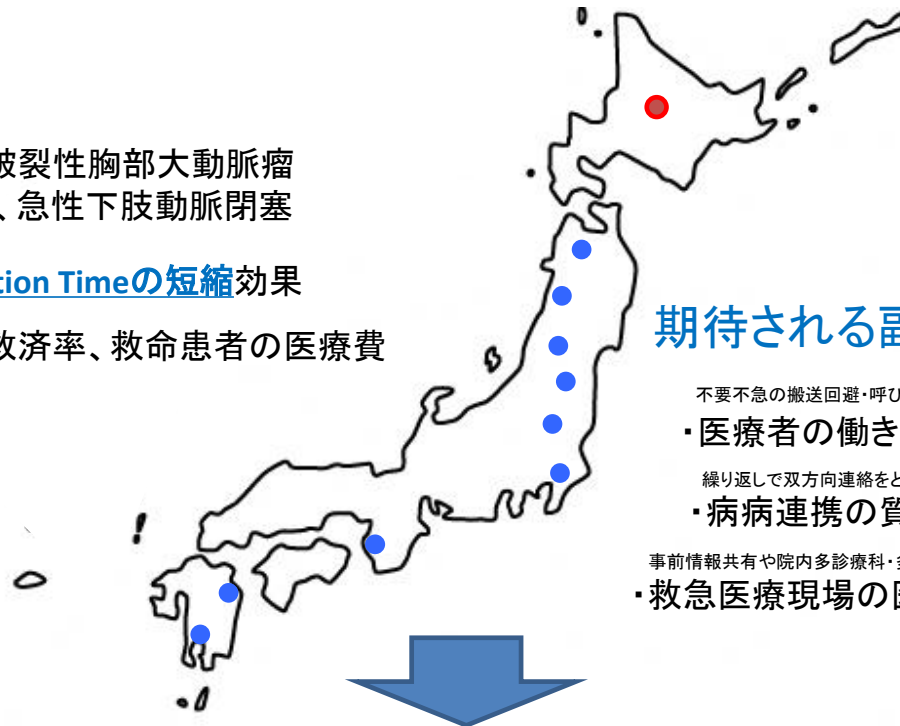 破裂性胸部大動脈瘤
、急性下肢動脈閉塞
tion Timeの短縮効果
救済率、救命患者の医療費
期待される副
不要不急の搬送回避・呼び
・医療者の働き
繰り返しで双方向連絡をと
・病病連携の質
事前情報共有や院内多診療科・
・救急医療現場の医